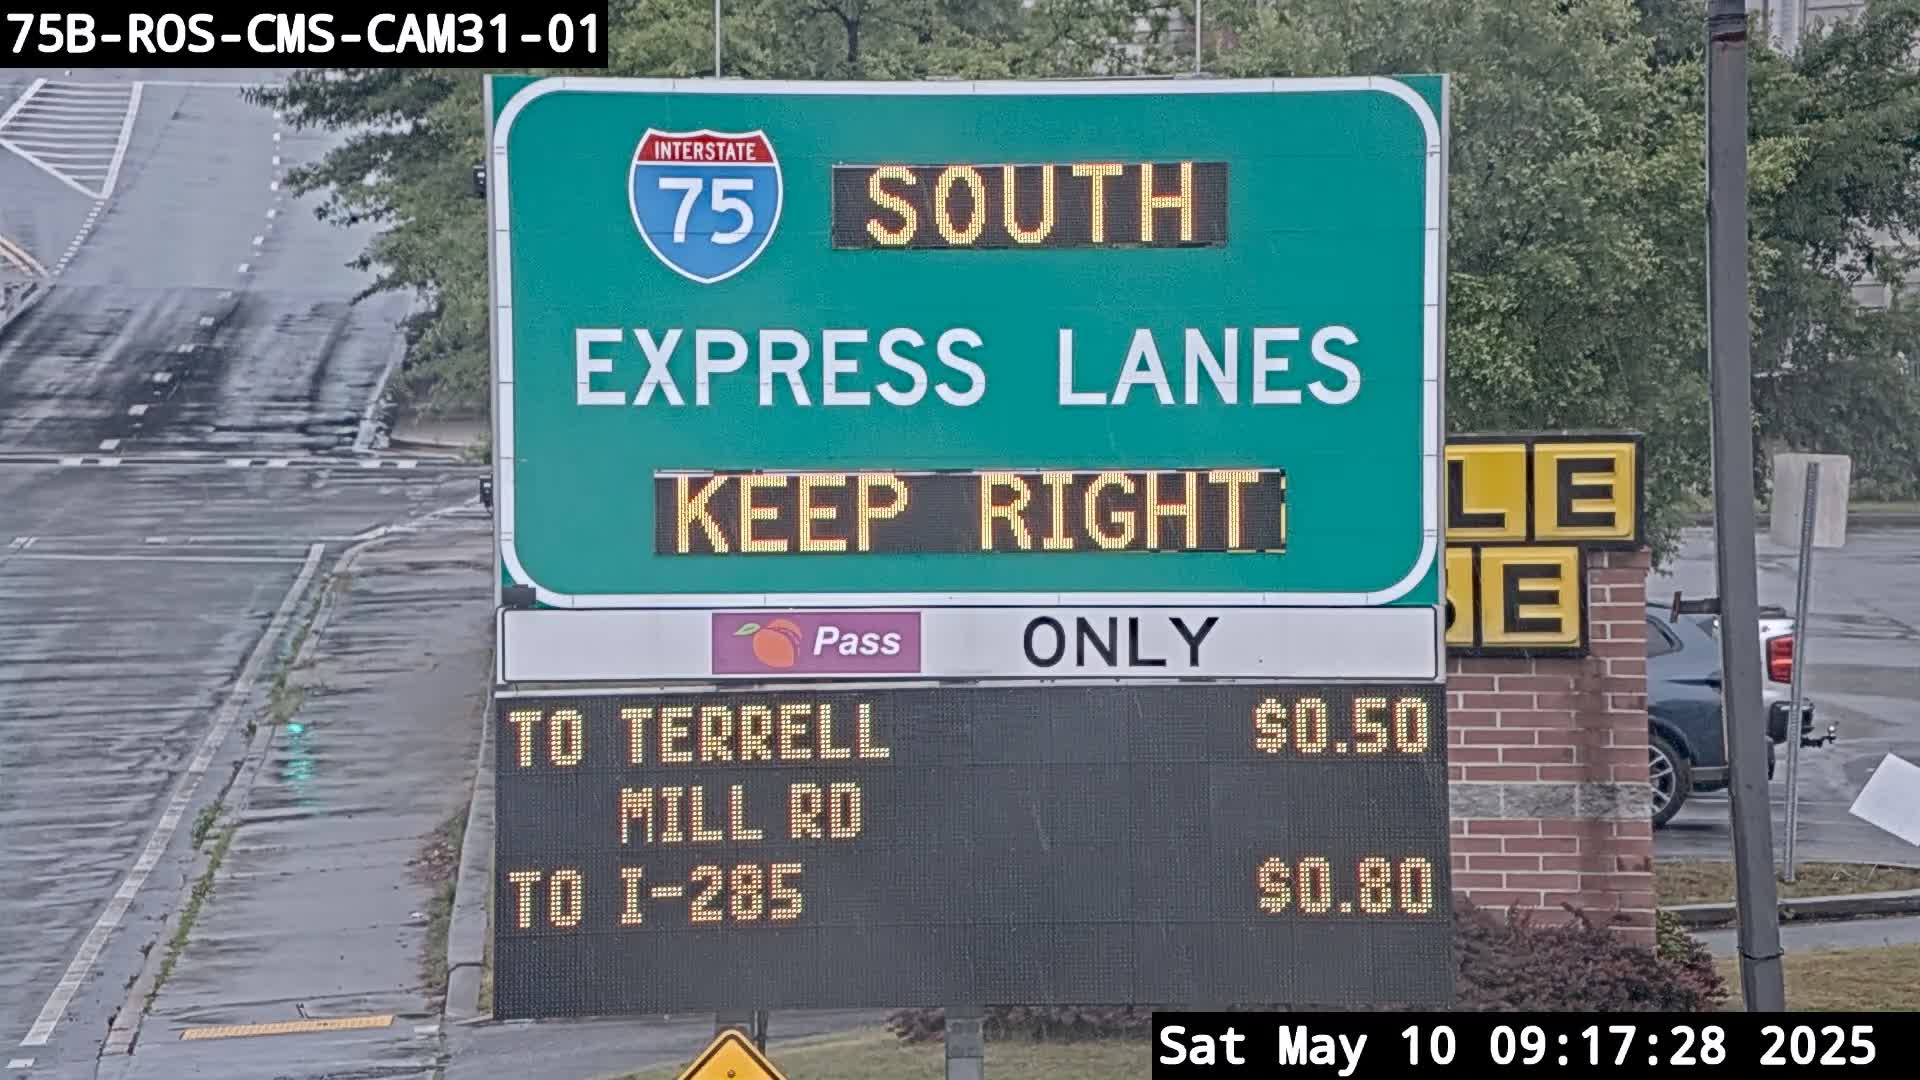 75B-ROS-CMS-CAM31-01
INTERSTATE
75
SOUTH
EXPRESS LANES
KEEP RIGHT
Pass ONLY
TO TERRELL $0.50
MILL RD
TO I-285 $0.80
LE
E
Sat May 10 09:17:28 2025